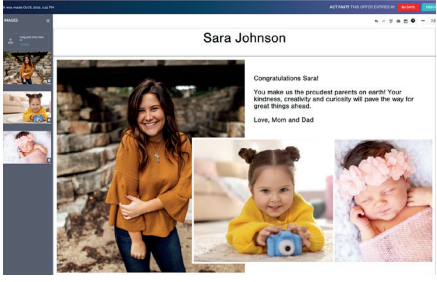 ACT FAST! THIS OFFER EXPIRES IN
IMAGES
Sara Johnson
Congratulations Sara!
You make us the proudest parents on earth! Your
kindness, creativity and curiosity will pave the way for
great things ahead.
Love, Mom and Dad